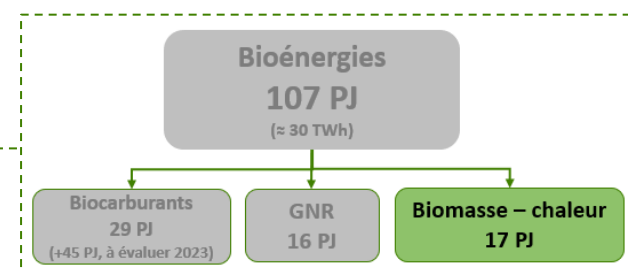 Bioénergies
107 PJ
(≈ 30 TWh)
Biocarburants
29 PJ
(+45 PJ, à évaluer 2023)
GNR
16 PJ
Biomasse – chaleur
17 PJ